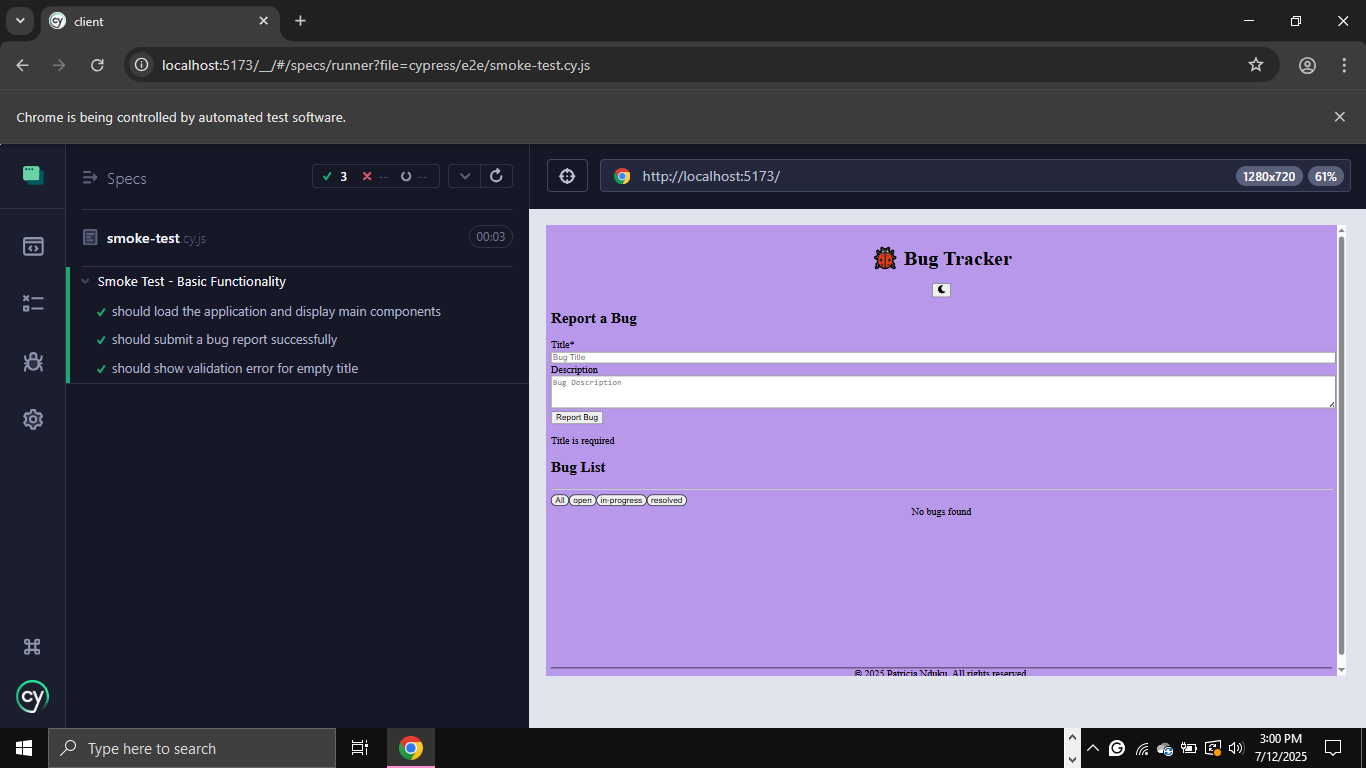 client
localhost:5173/__/#/specs/runner?file=cypress/e2e/smoke-test.cy.js
Chrome is being controlled by automated test software.
Specs
3
--
--
http://localhost:5173/
1280x720
61%
smoke-test.cy.js
00:03
Smoke Test - Basic Functionality
should load the application and display main components
should submit a bug report successfully
should show validation error for empty title
Bug Tracker
Report a Bug
Title*
Bug Title
Description
Bug Description
Report Bug
Title is required
Bug List
All open in-progress resolved
No bugs found
© 2025 Patricia Nduku. All rights reserved
cy
Type here to search
3:00 PM
7/12/2025